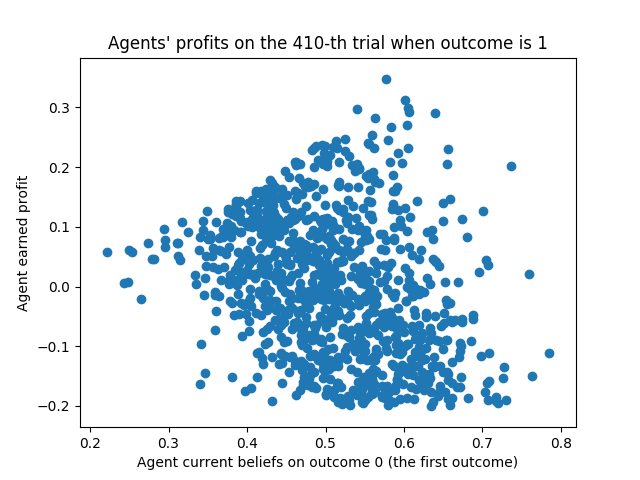 Agents' profits on the 410-th trial when outcome is 1
Agent earned profit
0.3
0.2
0.1
0.0
−0.1
−0.2
0.2 0.3 0.4 0.5 0.6 0.7 0.8
Agent current beliefs on outcome 0 (the first outcome)